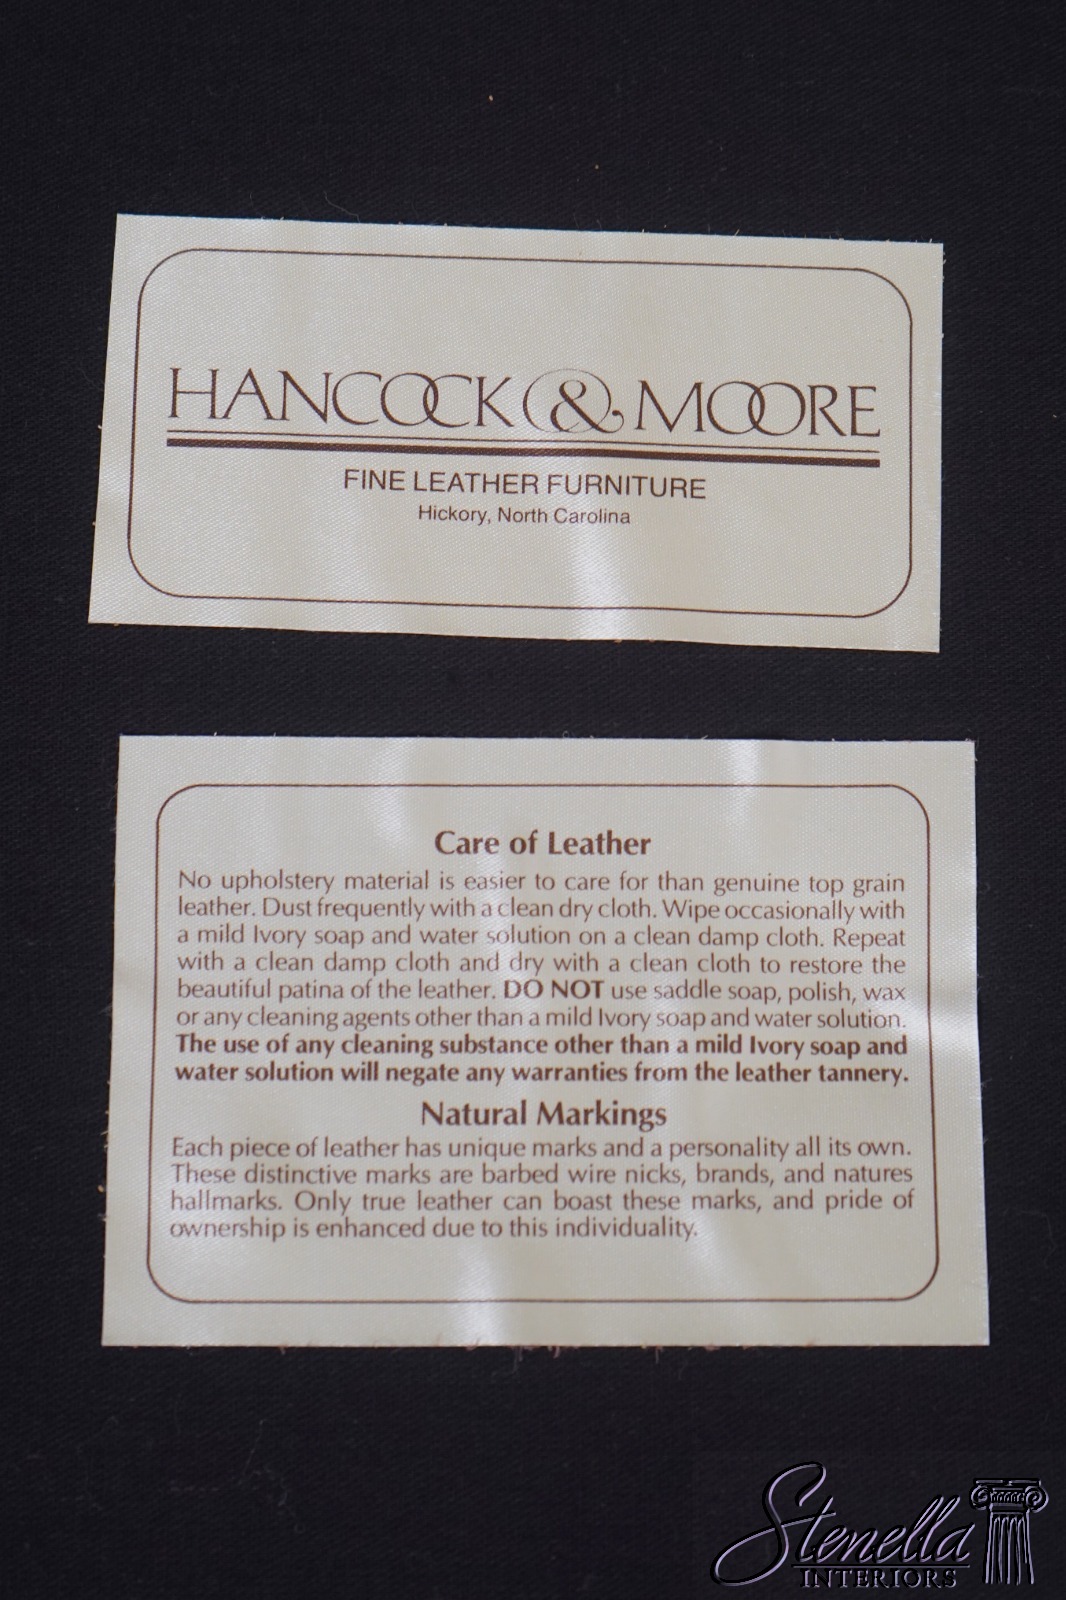 HANCOCK & MOORE
FINE LEATHER FURNITURE
Hickory, North Carolina
Care of Leather
No upholstery material is easier to care for than genuine top grain
leather. Dust frequently with a clean dry cloth. Wipe occasionally with
a mild Ivory soap and water solution on a clean damp cloth. Repeat
with a clean damp cloth and dry with a clean cloth to restore the
beautiful patina of the leather. DO NOT use saddle soap, polish, wax
or any cleaning agents other than a mild Ivory soap and water solution.
The use of any cleaning substance other than a mild Ivory soap and
water solution will negate any warranties from the leather tannery.
Natural Markings
Each piece of leather has unique marks and a personality all its own.
These distinctive marks are barbed wire nicks, brands, and natures
hallmarks. Only true leather can boast these marks, and pride of
ownership is enhanced due to this individuality.
Stenella
INTERIORS